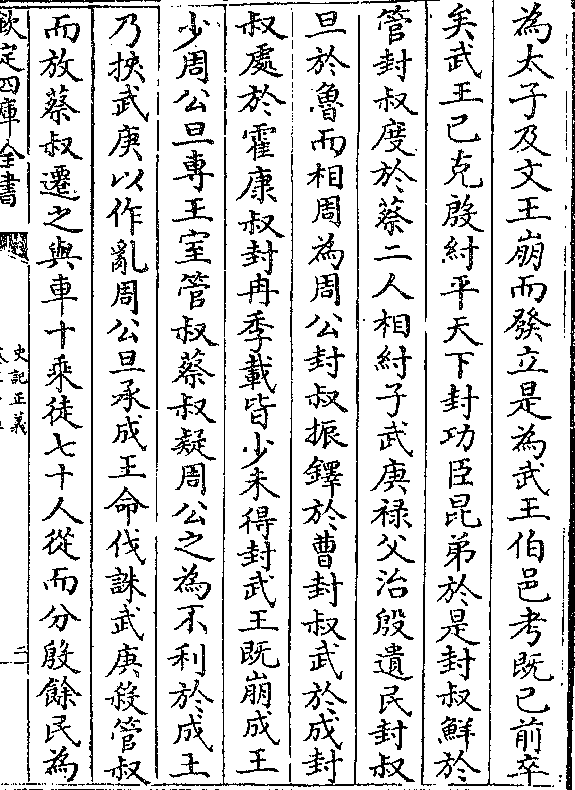 為太子及文王崩而發立是為武王伯邑考既已前卒
矣武王已克殷紂平天下封功臣昆弟於是封叔鮮於
管封叔度於蔡二人相紂子武庚禄父治殷遺民封叔
旦於魯而相周為周公封叔振鐸於曹封叔武於成封
叔處於霍康叔封冉季載皆少未得封武王既崩成王
少周公旦專王室管叔蔡叔疑周公之為不利於成王
乃挾武庚以作亂周公旦承成王命伐誅武庚殺管叔
而放蔡叔遷之與車十乘徒七十人從而分殷餘民為
欽定四庫全書
史記正義
二